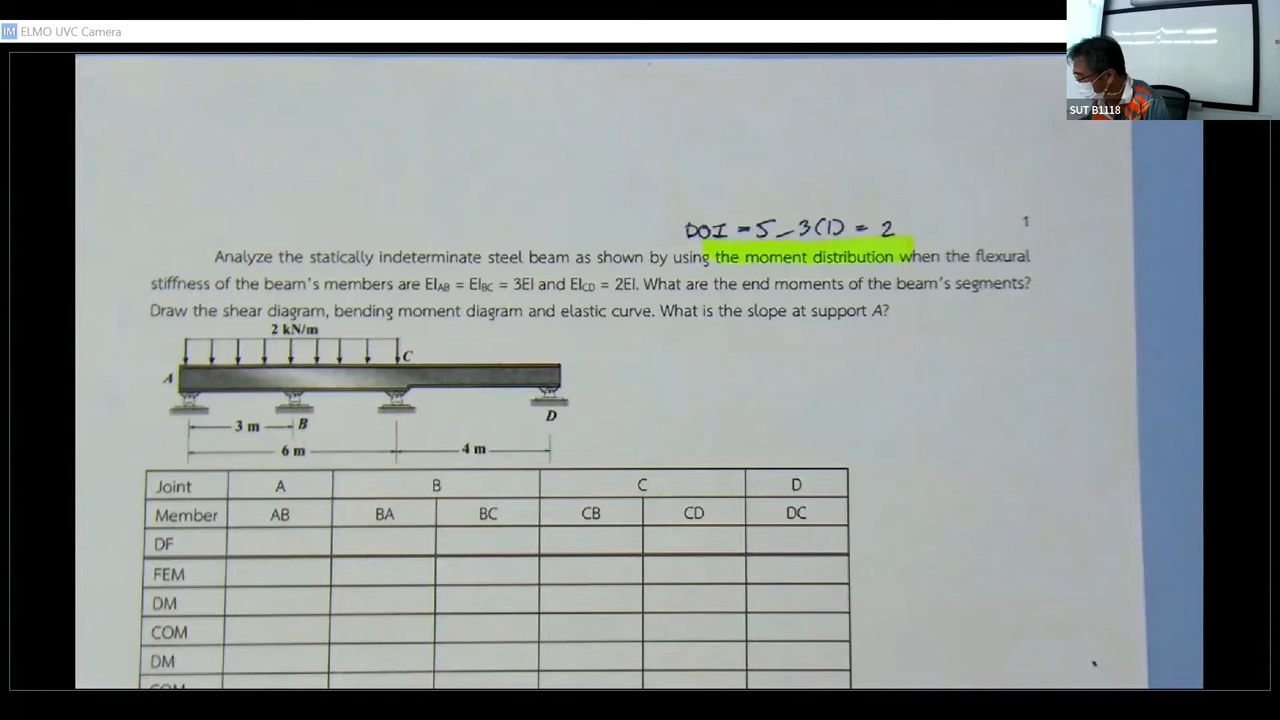 IM ELMO UVC Camera
SUT B1118
DOI = 5 - 3(1) = 2
1
Analyze the statically indeterminate steel beam as shown by using the moment distribution when the flexural
stiffness of the beam's members are EIAB = EIBC = 3EI and EICD = 2EI. What are the end moments of the beam's segments?
Draw the shear diagram, bending moment diagram and elastic curve. What is the slope at support A?
2 kN/m
C
A
3 m
B
D
6 m
4 m
Joint A B C D
Member AB BA BC CB CD DC
DF
FEM
DM
COM
DM
COM